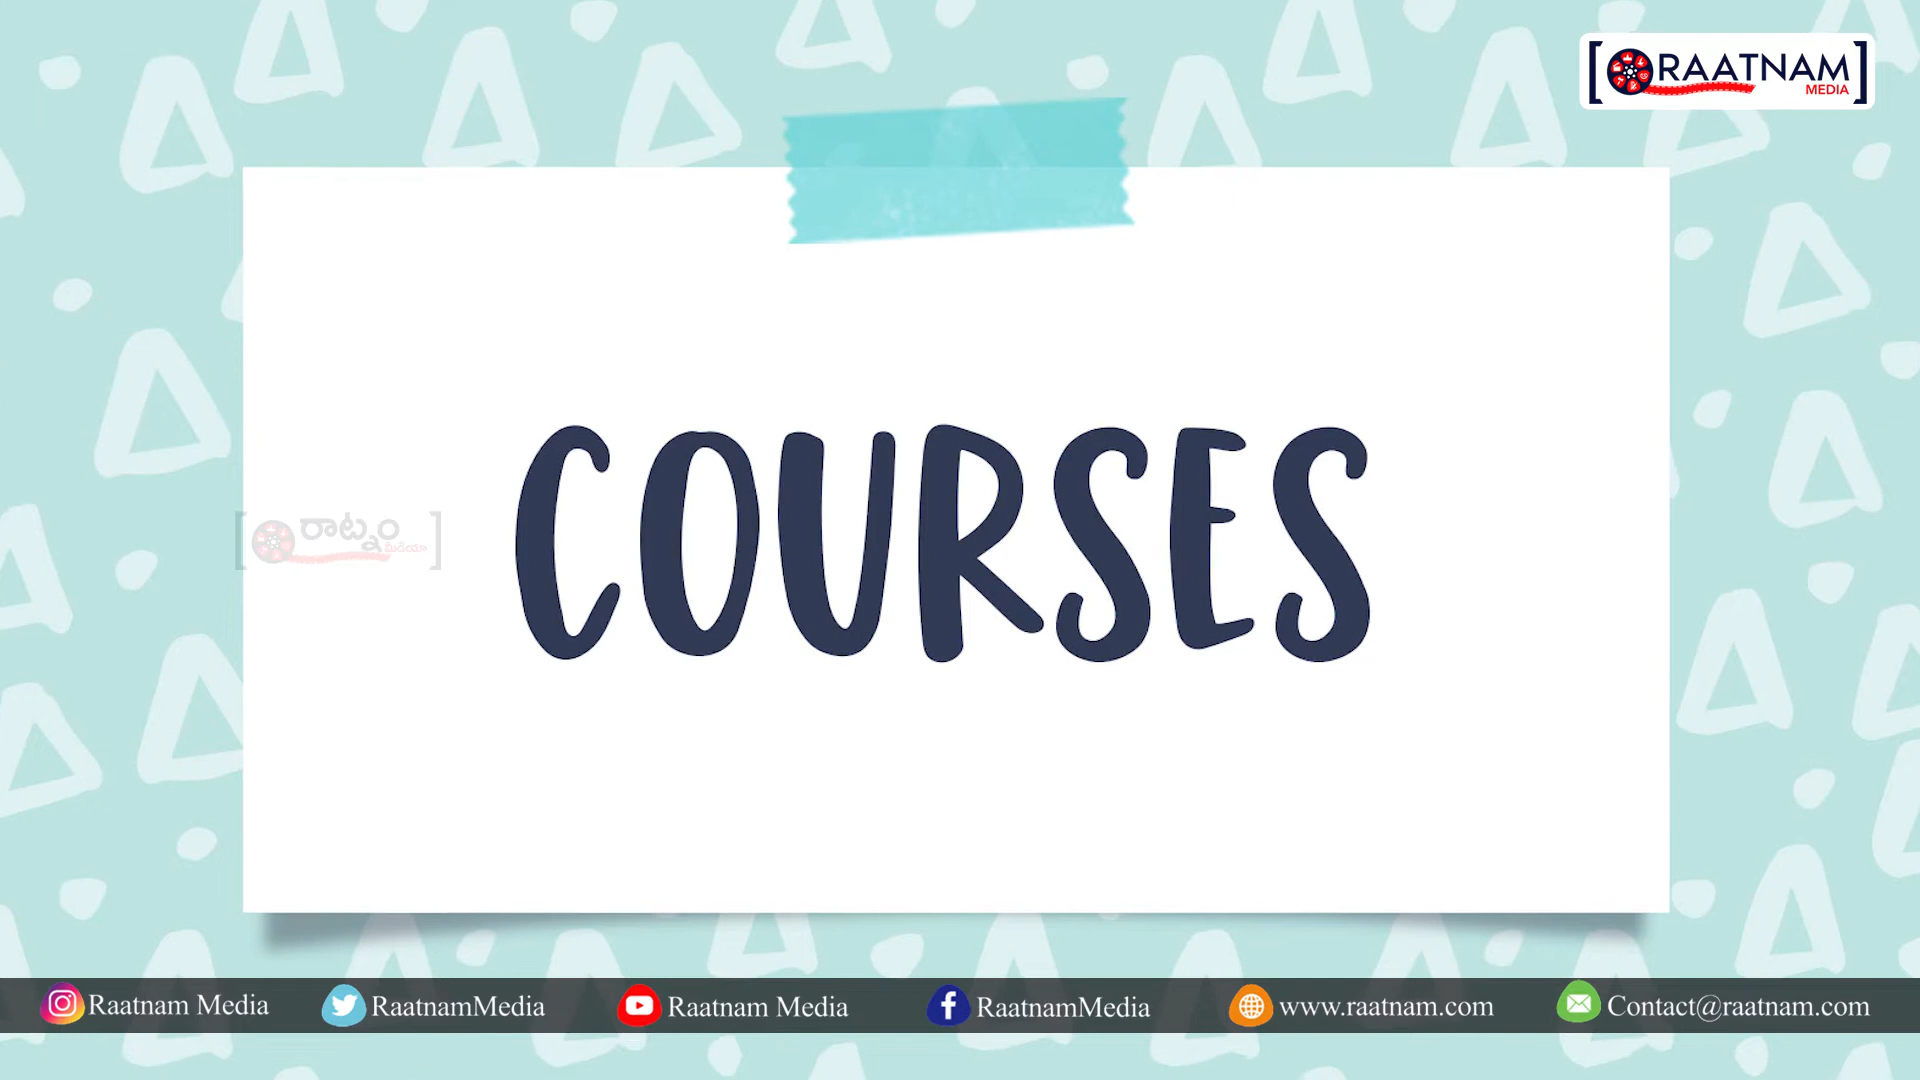 RAATNAM
MEDIA
COURSES
రాట్నం
మీడియా
Raatnam Media
RaatnamMedia
Raatnam Media
RaatnamMedia
www.raatnam.com
Contact@raatnam.com